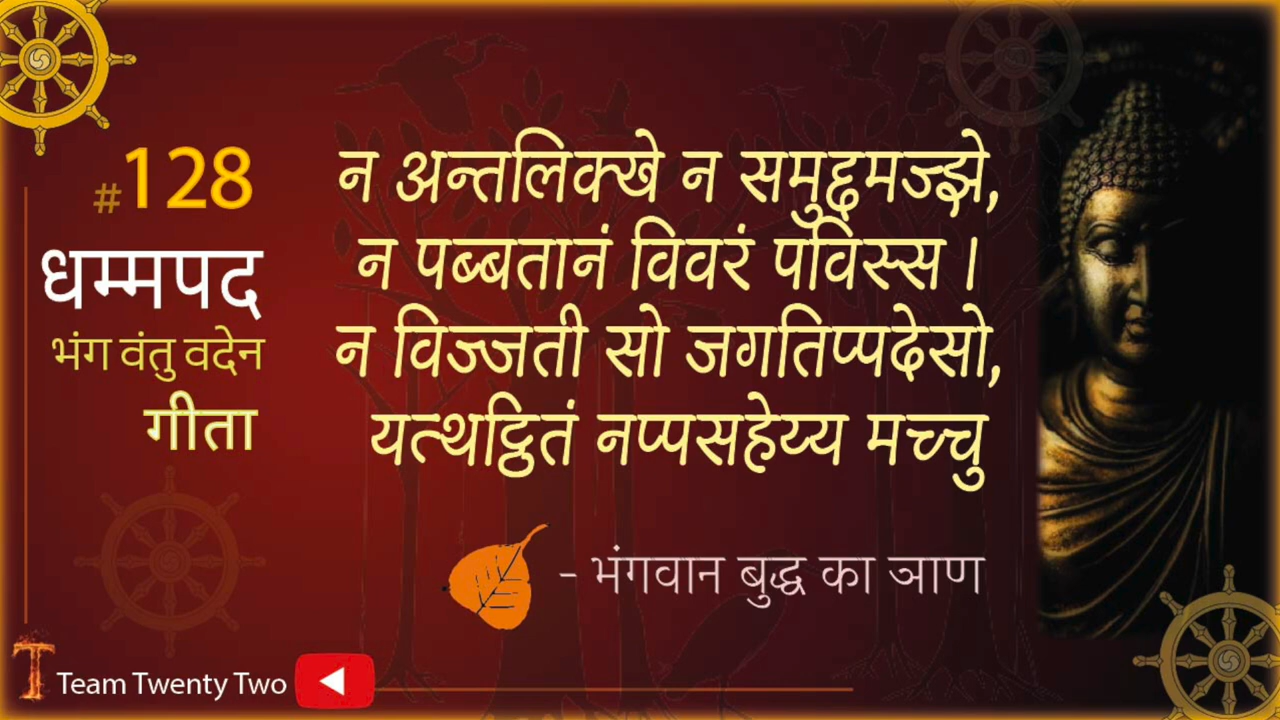 #128
धम्मपद
भंग वंतु वदेन
गीता
न अन्तलिक्खे न समुद्दमज्झे,
न पब्बतानं विवरं पविस्स ।
न विज्जती सो जगतिप्पदेसो,
यत्थट्ठितं नप्पसहेय्य मच्चु
- भंगवान बुद्ध का ञाण
T Team Twenty Two